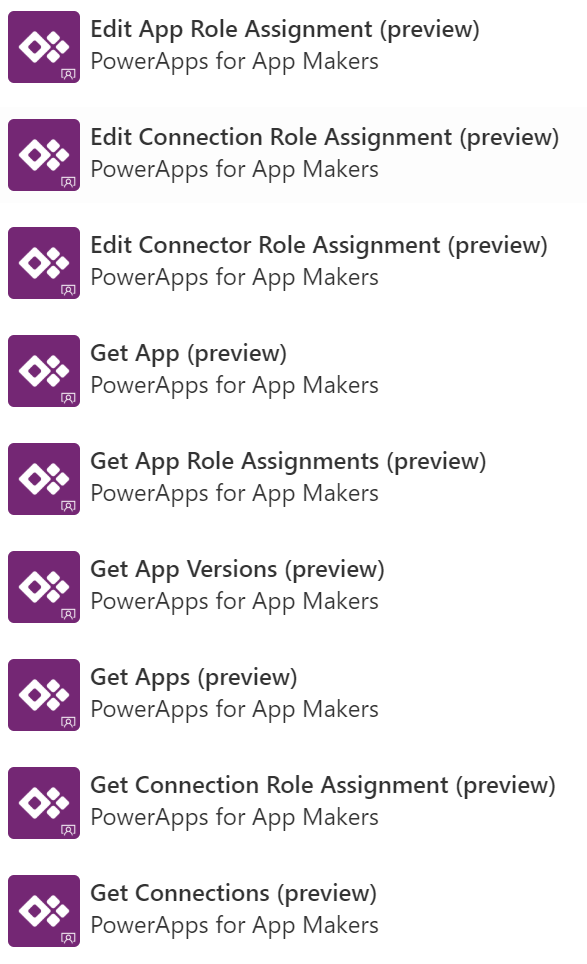 Edit App Role Assignment (preview)
PowerApps for App Makers
Edit Connection Role Assignment (preview)
PowerApps for App Makers
Edit Connector Role Assignment (preview)
PowerApps for App Makers
Get App (preview)
PowerApps for App Makers
Get App Role Assignments (preview)
PowerApps for App Makers
Get App Versions (preview)
PowerApps for App Makers
Get Apps (preview)
PowerApps for App Makers
Get Connection Role Assignment (preview)
PowerApps for App Makers
Get Connections (preview)
PowerApps for App Makers